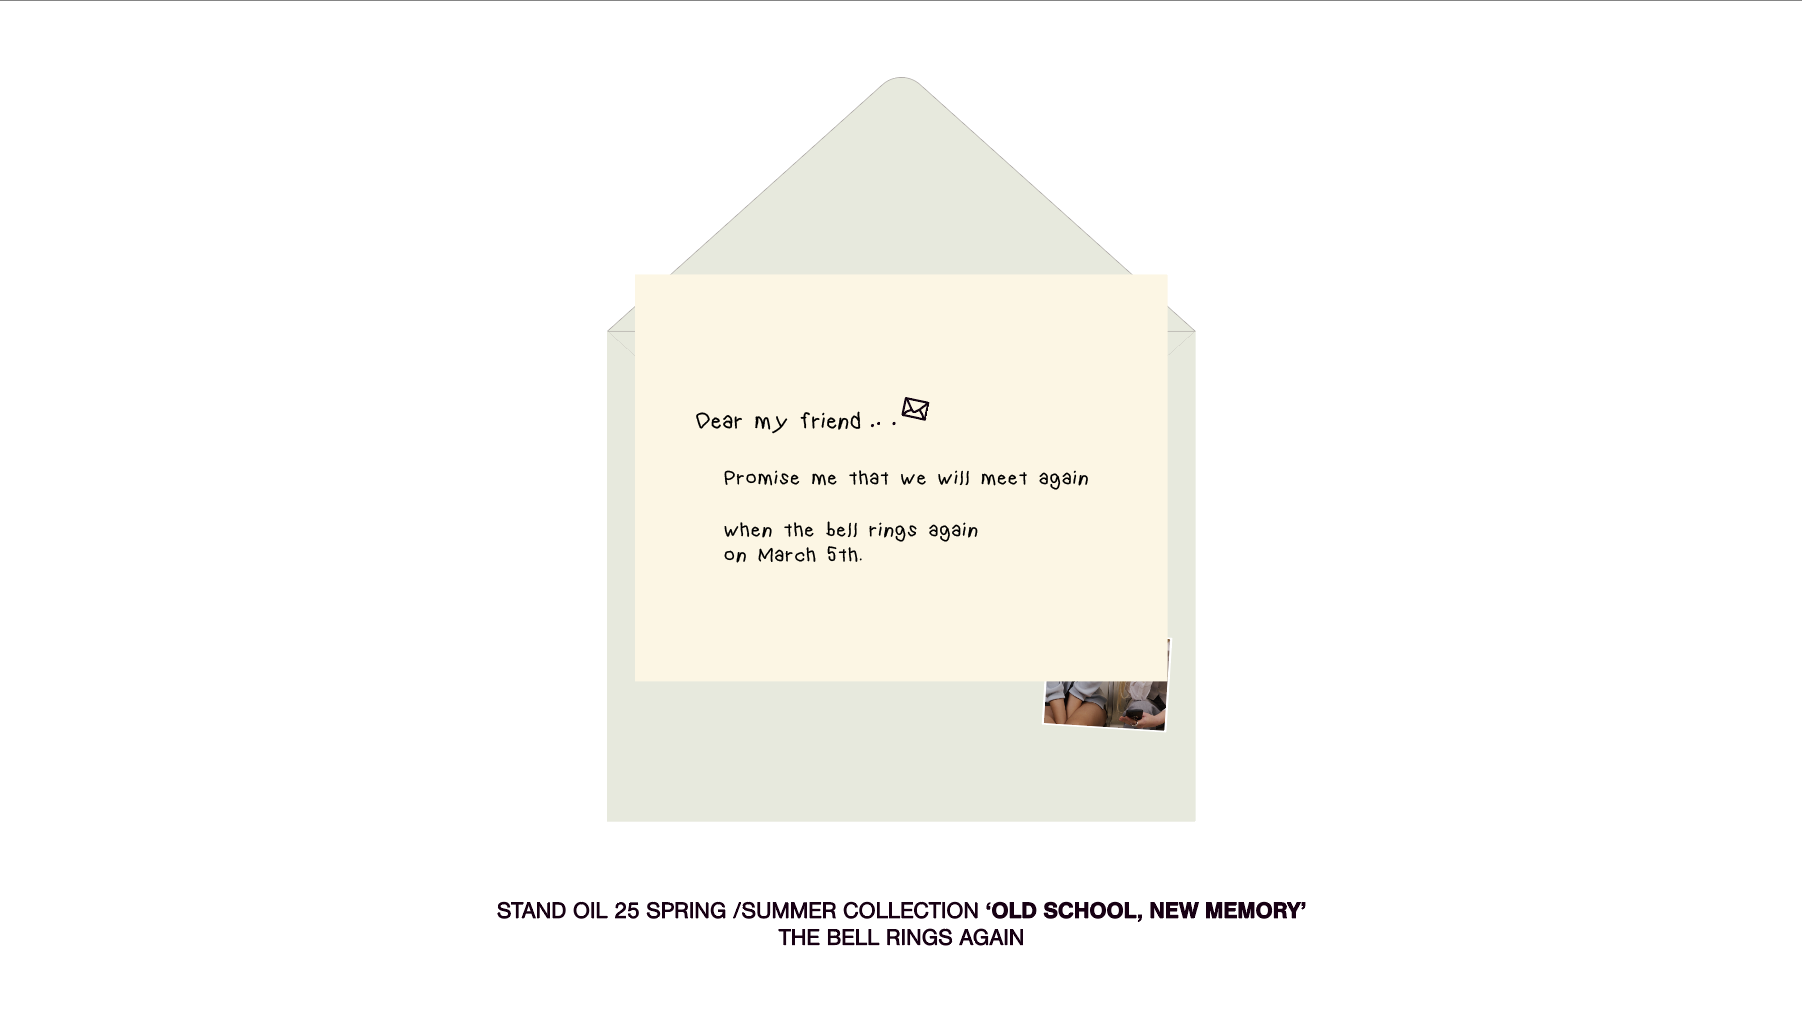 Dear my friend ...
Promise me that we will meet again
when the bell rings again
on March 5th.
STAND OIL 25 SPRING /SUMMER COLLECTION ‘OLD SCHOOL, NEW MEMORY’
THE BELL RINGS AGAIN